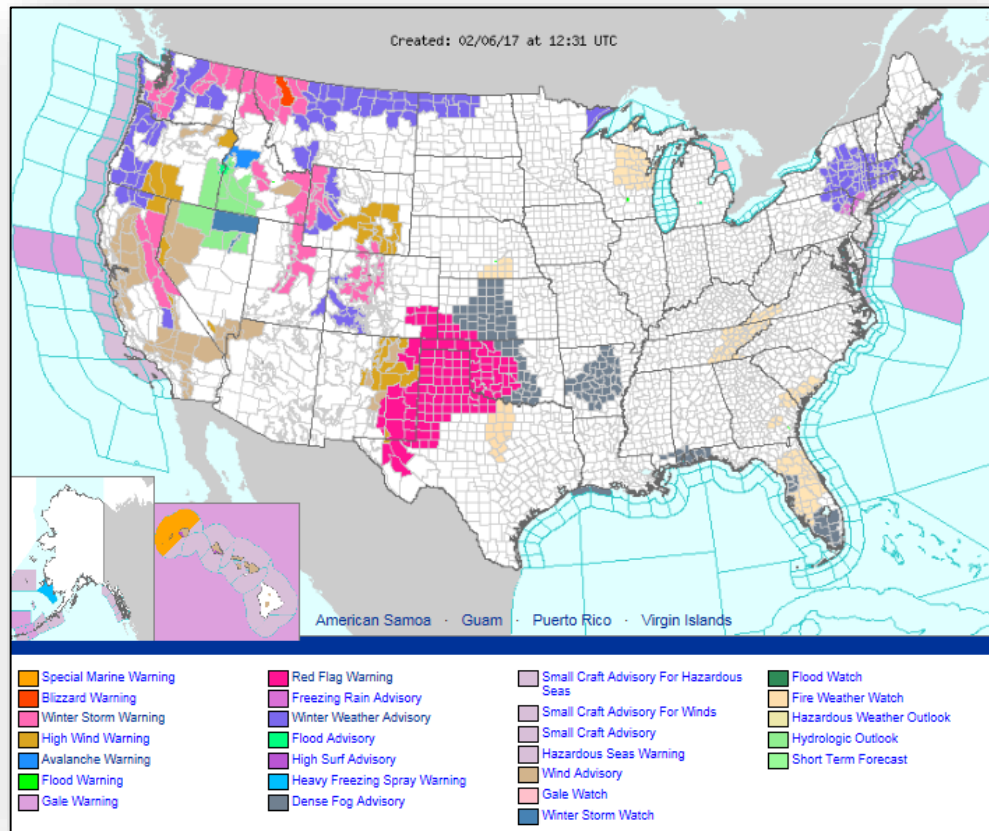 Created: 02/06/17 at 12:31 UTC
American Samoa · Guam · Puerto Rico · Virgin Islands
Special Marine Warning
Blizzard Warning
Winter Storm Warning
High Wind Warning
Avalanche Warning
Flood Warning
Gale Warning
Red Flag Warning
Freezing Rain Advisory
Winter Weather Advisory
Flood Advisory
High Surf Advisory
Heavy Freezing Spray Warning
Dense Fog Advisory
Small Craft Advisory For Hazardous
Seas
Small Craft Advisory For Winds
Small Craft Advisory
Hazardous Seas Warning
Wind Advisory
Gale Watch
Winter Storm Watch
Flood Watch
Fire Weather Watch
Hazardous Weather Outlook
Hydrologic Outlook
Short Term Forecast